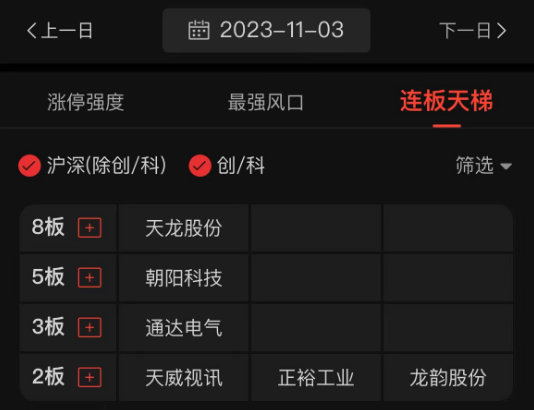 上一日 2023-11-03 下一日
涨停强度 最强风口 连板天梯
沪深(除创/科) 创/科 筛选
8板 天龙股份
5板 朝阳科技
3板 通达电气
2板 天威视讯 正裕工业 龙韵股份